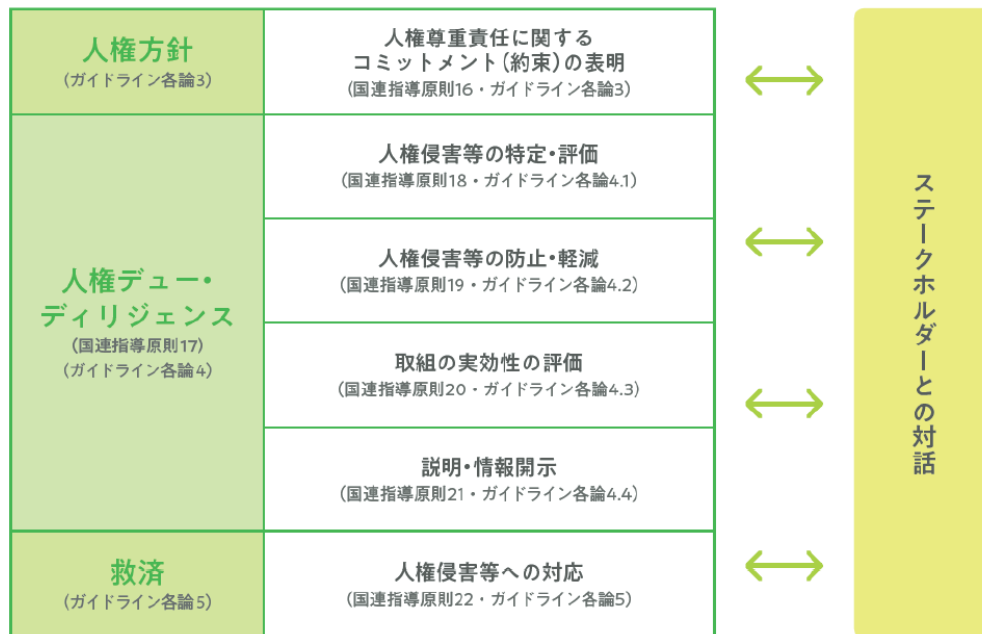 人権方針
(ガイドライン各論3)
人権尊重責任に関する
コミットメント(約束)の表明
(国連指導原則16・ガイドライン各論3)
人権デュー・
ディリジェンス
(国連指導原則17)
(ガイドライン各論4)
人権侵害等の特定・評価
(国連指導原則18・ガイドライン各論4.1)
人権侵害等の防止・軽減
(国連指導原則19・ガイドライン各論4.2)
取組の実効性の評価
(国連指導原則20・ガイドライン各論4.3)
説明・情報開示
(国連指導原則21・ガイドライン各論4.4)
救済
(ガイドライン各論5)
人権侵害等への対応
(国連指導原則22・ガイドライン各論5)
ステークホルダーとの対話